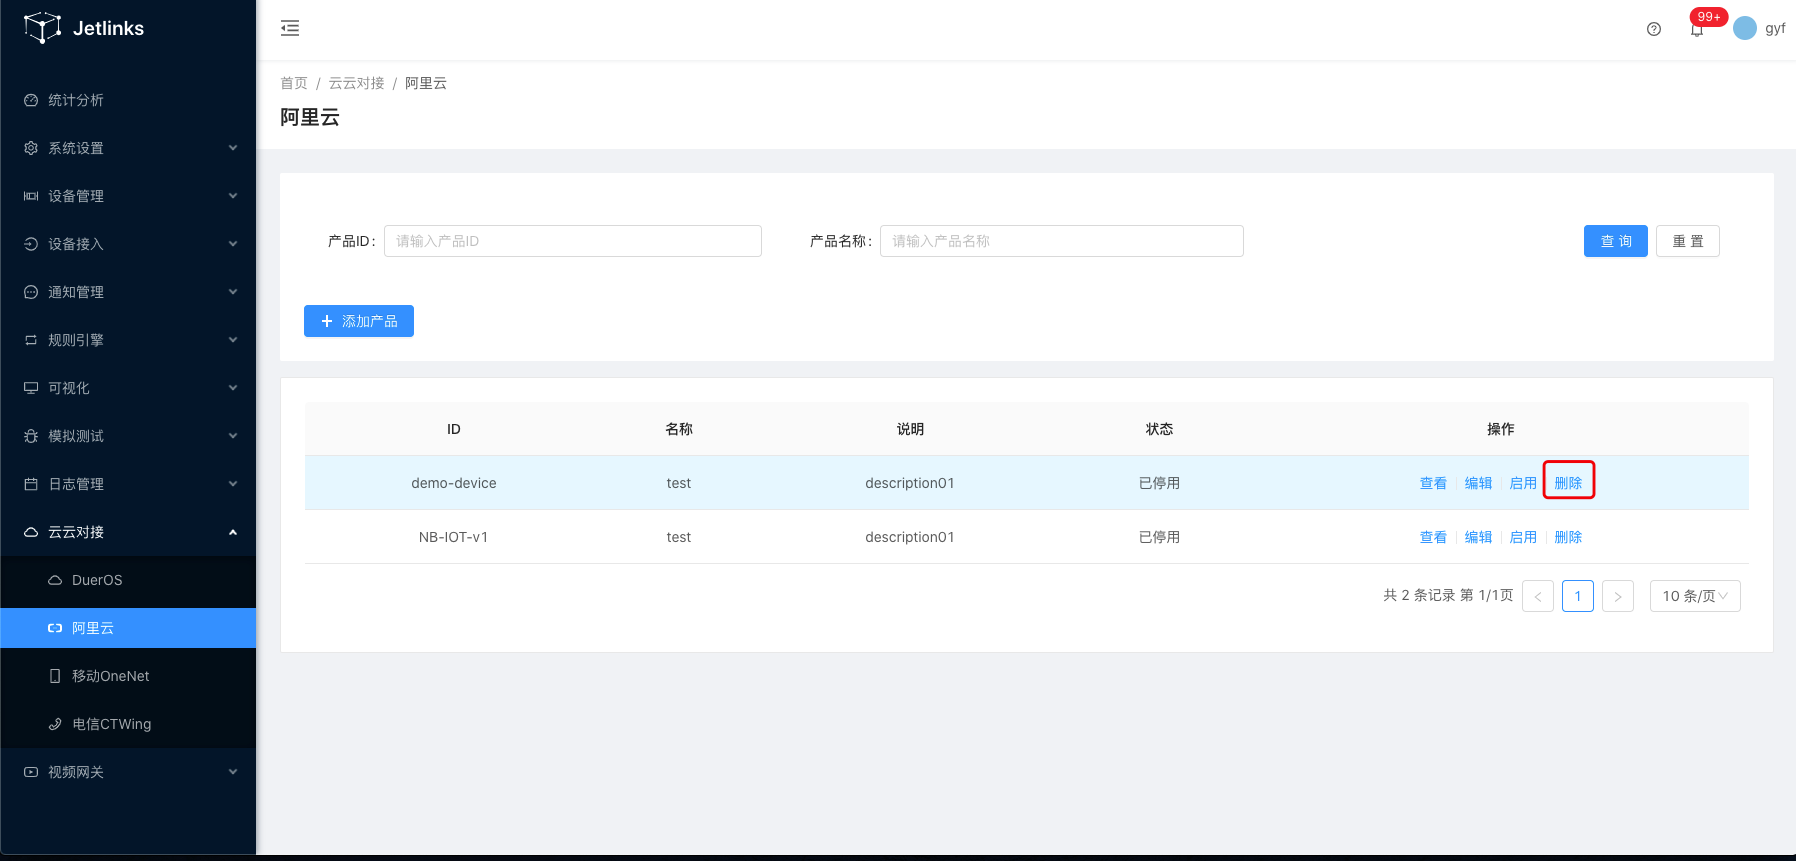 Jetlinks
99+
gyf
统计分析
系统设置
设备管理
设备接入
通知管理
规则引擎
可视化
模拟测试
日志管理
云云对接
DuerOS
阿里云
移动OneNet
电信CTWing
视频网关
首页 / 云云对接 / 阿里云
阿里云
产品ID: 请输入产品ID 产品名称: 请输入产品名称 查 询 重 置
+ 添加产品
ID 名称 说明 状态 操作
demo-device test description01 已停用 查看 编辑 启用 删除
NB-IOT-v1 test description01 已停用 查看 编辑 启用 删除
共 2 条记录 第 1/1页 < 1 > 10 条/页